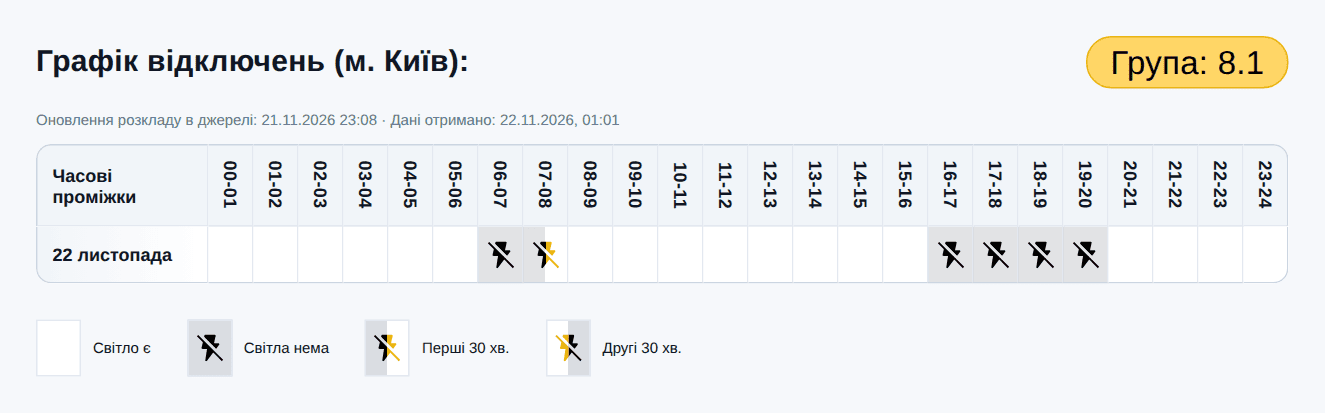 Графік відключень (м. Київ):
Група: 8.1
Оновлення розкладу в джерелі: 21.11.2026 23:08 · Дані отримано: 22.11.2026, 01:01
Часові
проміжки
00-01
01-02
02-03
03-04
04-05
05-06
06-07
07-08
08-09
09-10
10-11
11-12
12-13
13-14
14-15
15-16
16-17
17-18
18-19
19-20
20-21
21-22
22-23
23-24
22 листопада
Світло є
Світла нема
Перші 30 хв.
Другі 30 хв.